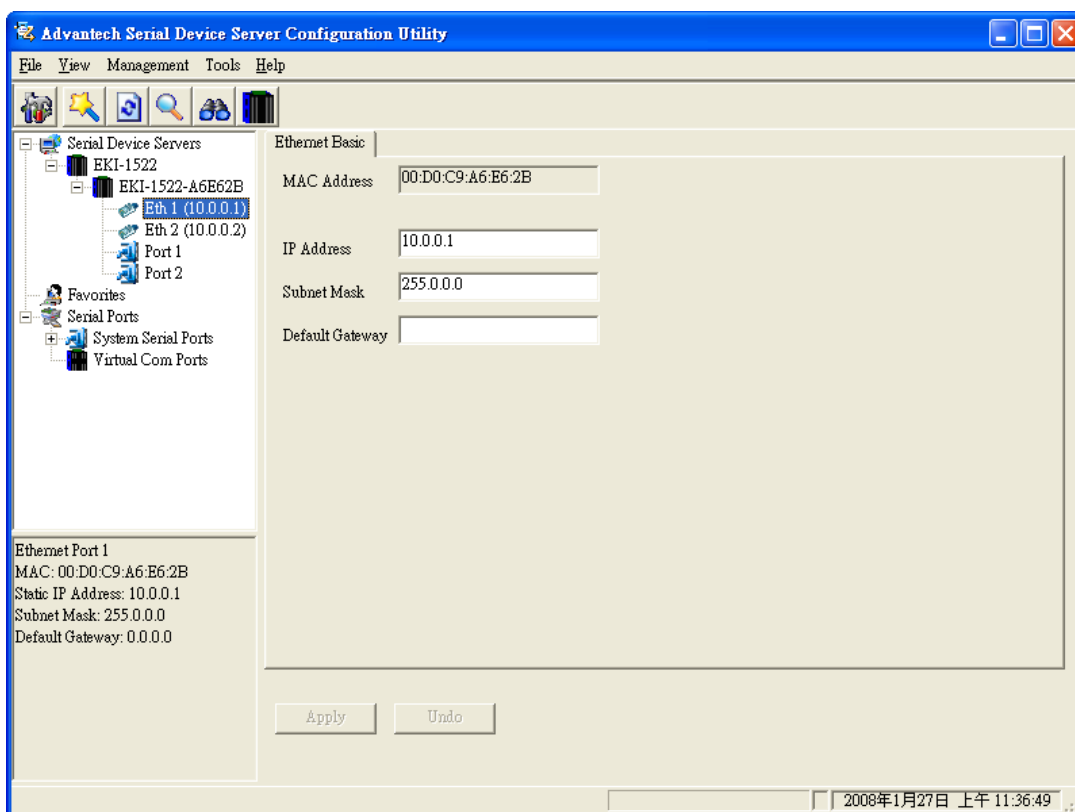 Advantech Serial Device Server Configuration Utility
File View Management Tools Help
Serial Device Servers
EKI-1522
EKI-1522-A6E62B
Eth 1 (10.0.0.1)
Eth 2 (10.0.0.2)
Port 1
Port 2
Favorites
Serial Ports
System Serial Ports
Virtual Com Ports
Ethernet Basic
MAC Address 00:D0:C9:A6:E6:2B
IP Address 10.0.0.1
Subnet Mask 255.0.0.0
Default Gateway
Ethernet Port 1
MAC: 00:D0:C9:A6:E6:2B
Static IP Address: 10.0.0.1
Subnet Mask: 255.0.0.0
Default Gateway: 0.0.0.0
Apply Undo
2008年1月27日 上午 11:36:49